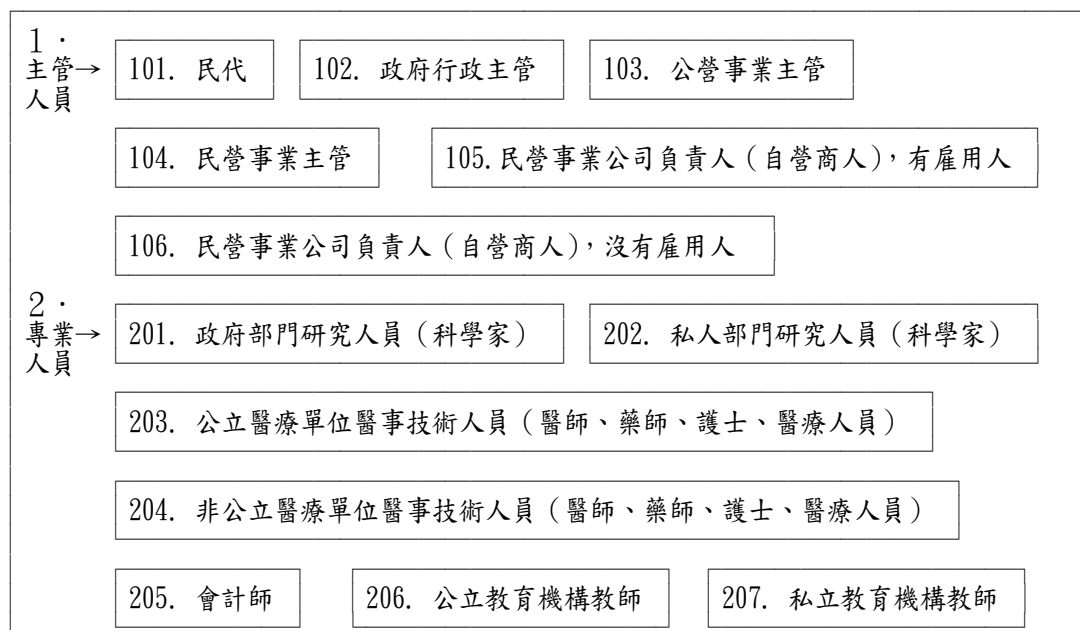 1．
主管→ 101. 民代 102. 政府行政主管 103. 公營事業主管
人員
104. 民營事業主管 105.民營事業公司負責人（自營商人），有雇用人
106. 民營事業公司負責人（自營商人），沒有雇用人
2．
專業→ 201. 政府部門研究人員（科學家） 202. 私人部門研究人員（科學家）
人員
203. 公立醫療單位醫事技術人員（醫師、藥師、護士、醫療人員）
204. 非公立醫療單位醫事技術人員（醫師、藥師、護士、醫療人員）
205. 會計師 206. 公立教育機構教師 207. 私立教育機構教師